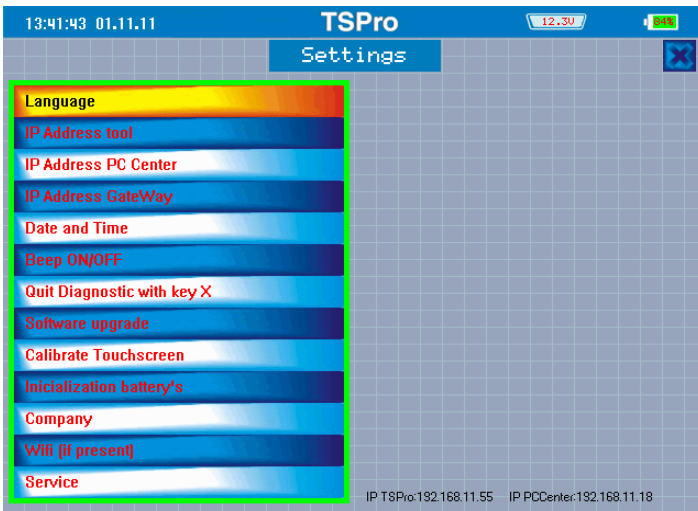 13:41:43 01.11.11 TSPro 12.3V 84%
Settings
Language
IP Address tool
IP Address PC Center
IP Address GateWay
Date and Time
Beep ON/OFF
Quit Diagnostic with key X
Software upgrade
Calibrate Touchscreen
Inicialization battery's
Company
Wifi (if present)
Service
IP TSPro:192.168.11.55 IP PCCenter:192.168.11.18